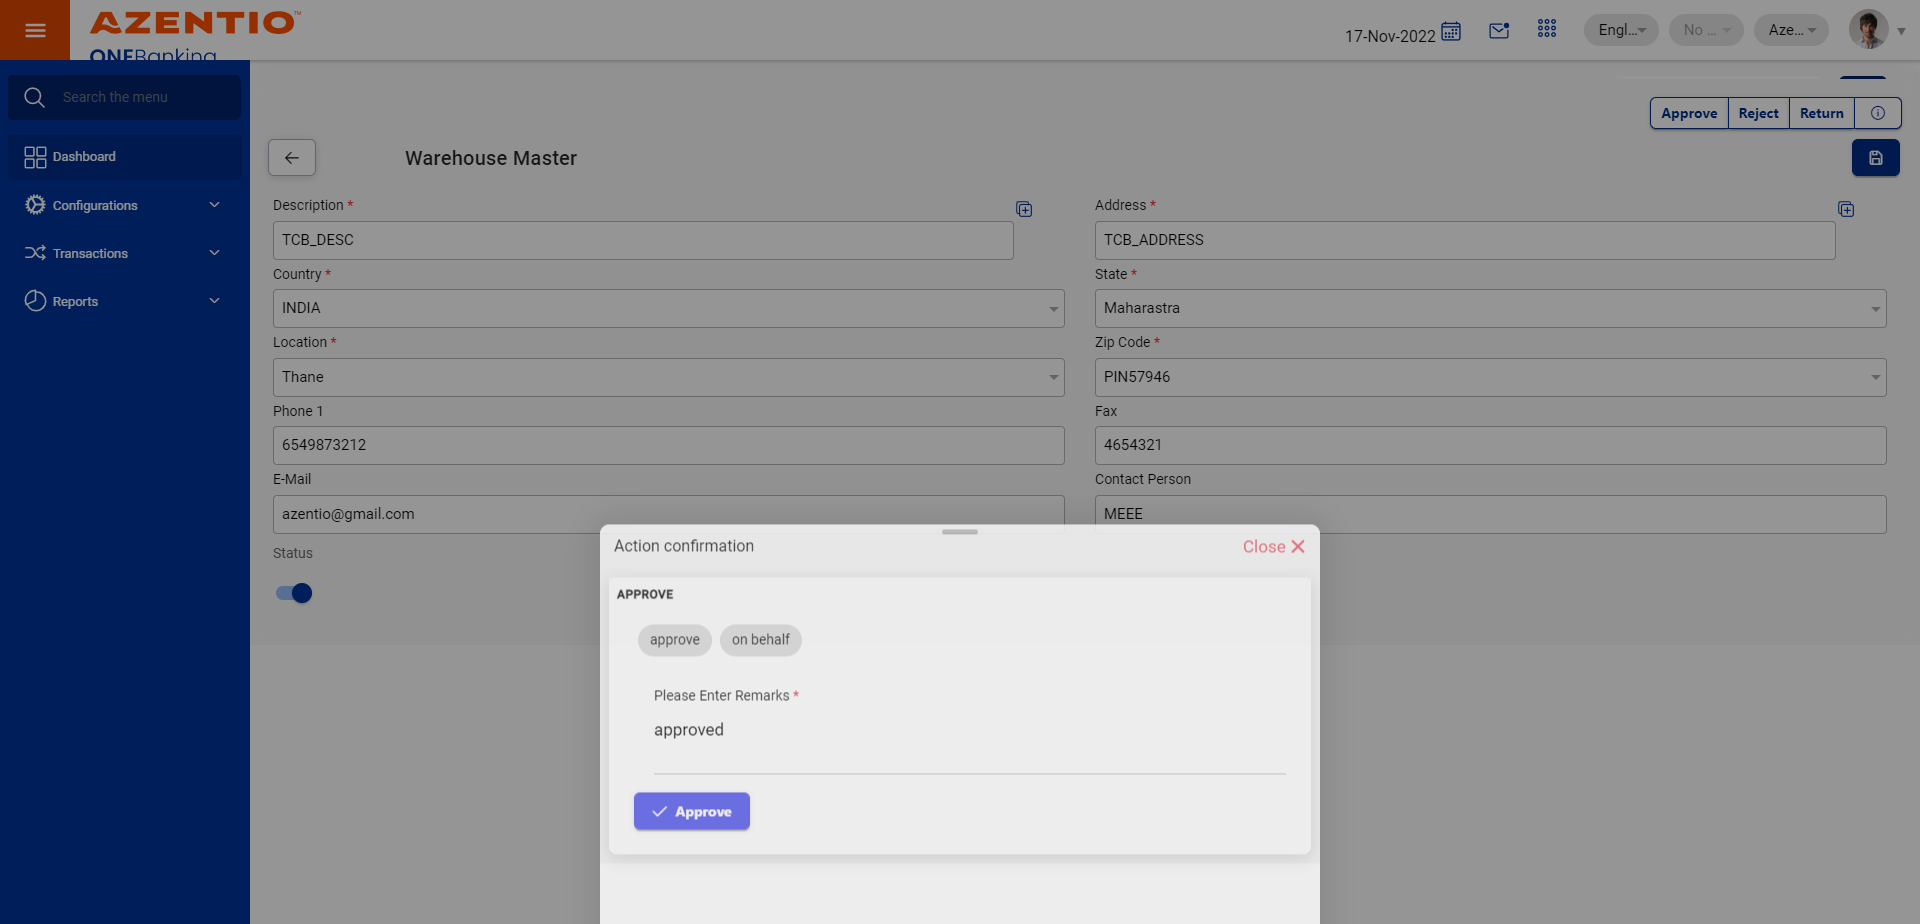 AZENTIO™
ONEBanking
17-Nov-2022
Engl...
No ...
Aze...
Search the menu
Dashboard
Configurations
Transactions
Reports
Approve Reject Return
Warehouse Master
Description *
TCB_DESC
Address *
TCB_ADDRESS
Country *
INDIA
State *
Maharastra
Location *
Thane
Zip Code *
PIN57946
Phone 1
6549873212
Fax
4654321
E-Mail
azentio@gmail.com
Contact Person
MEEE
Status
Action confirmation
Close
APPROVE
approve on behalf
Please Enter Remarks *
approved
Approve